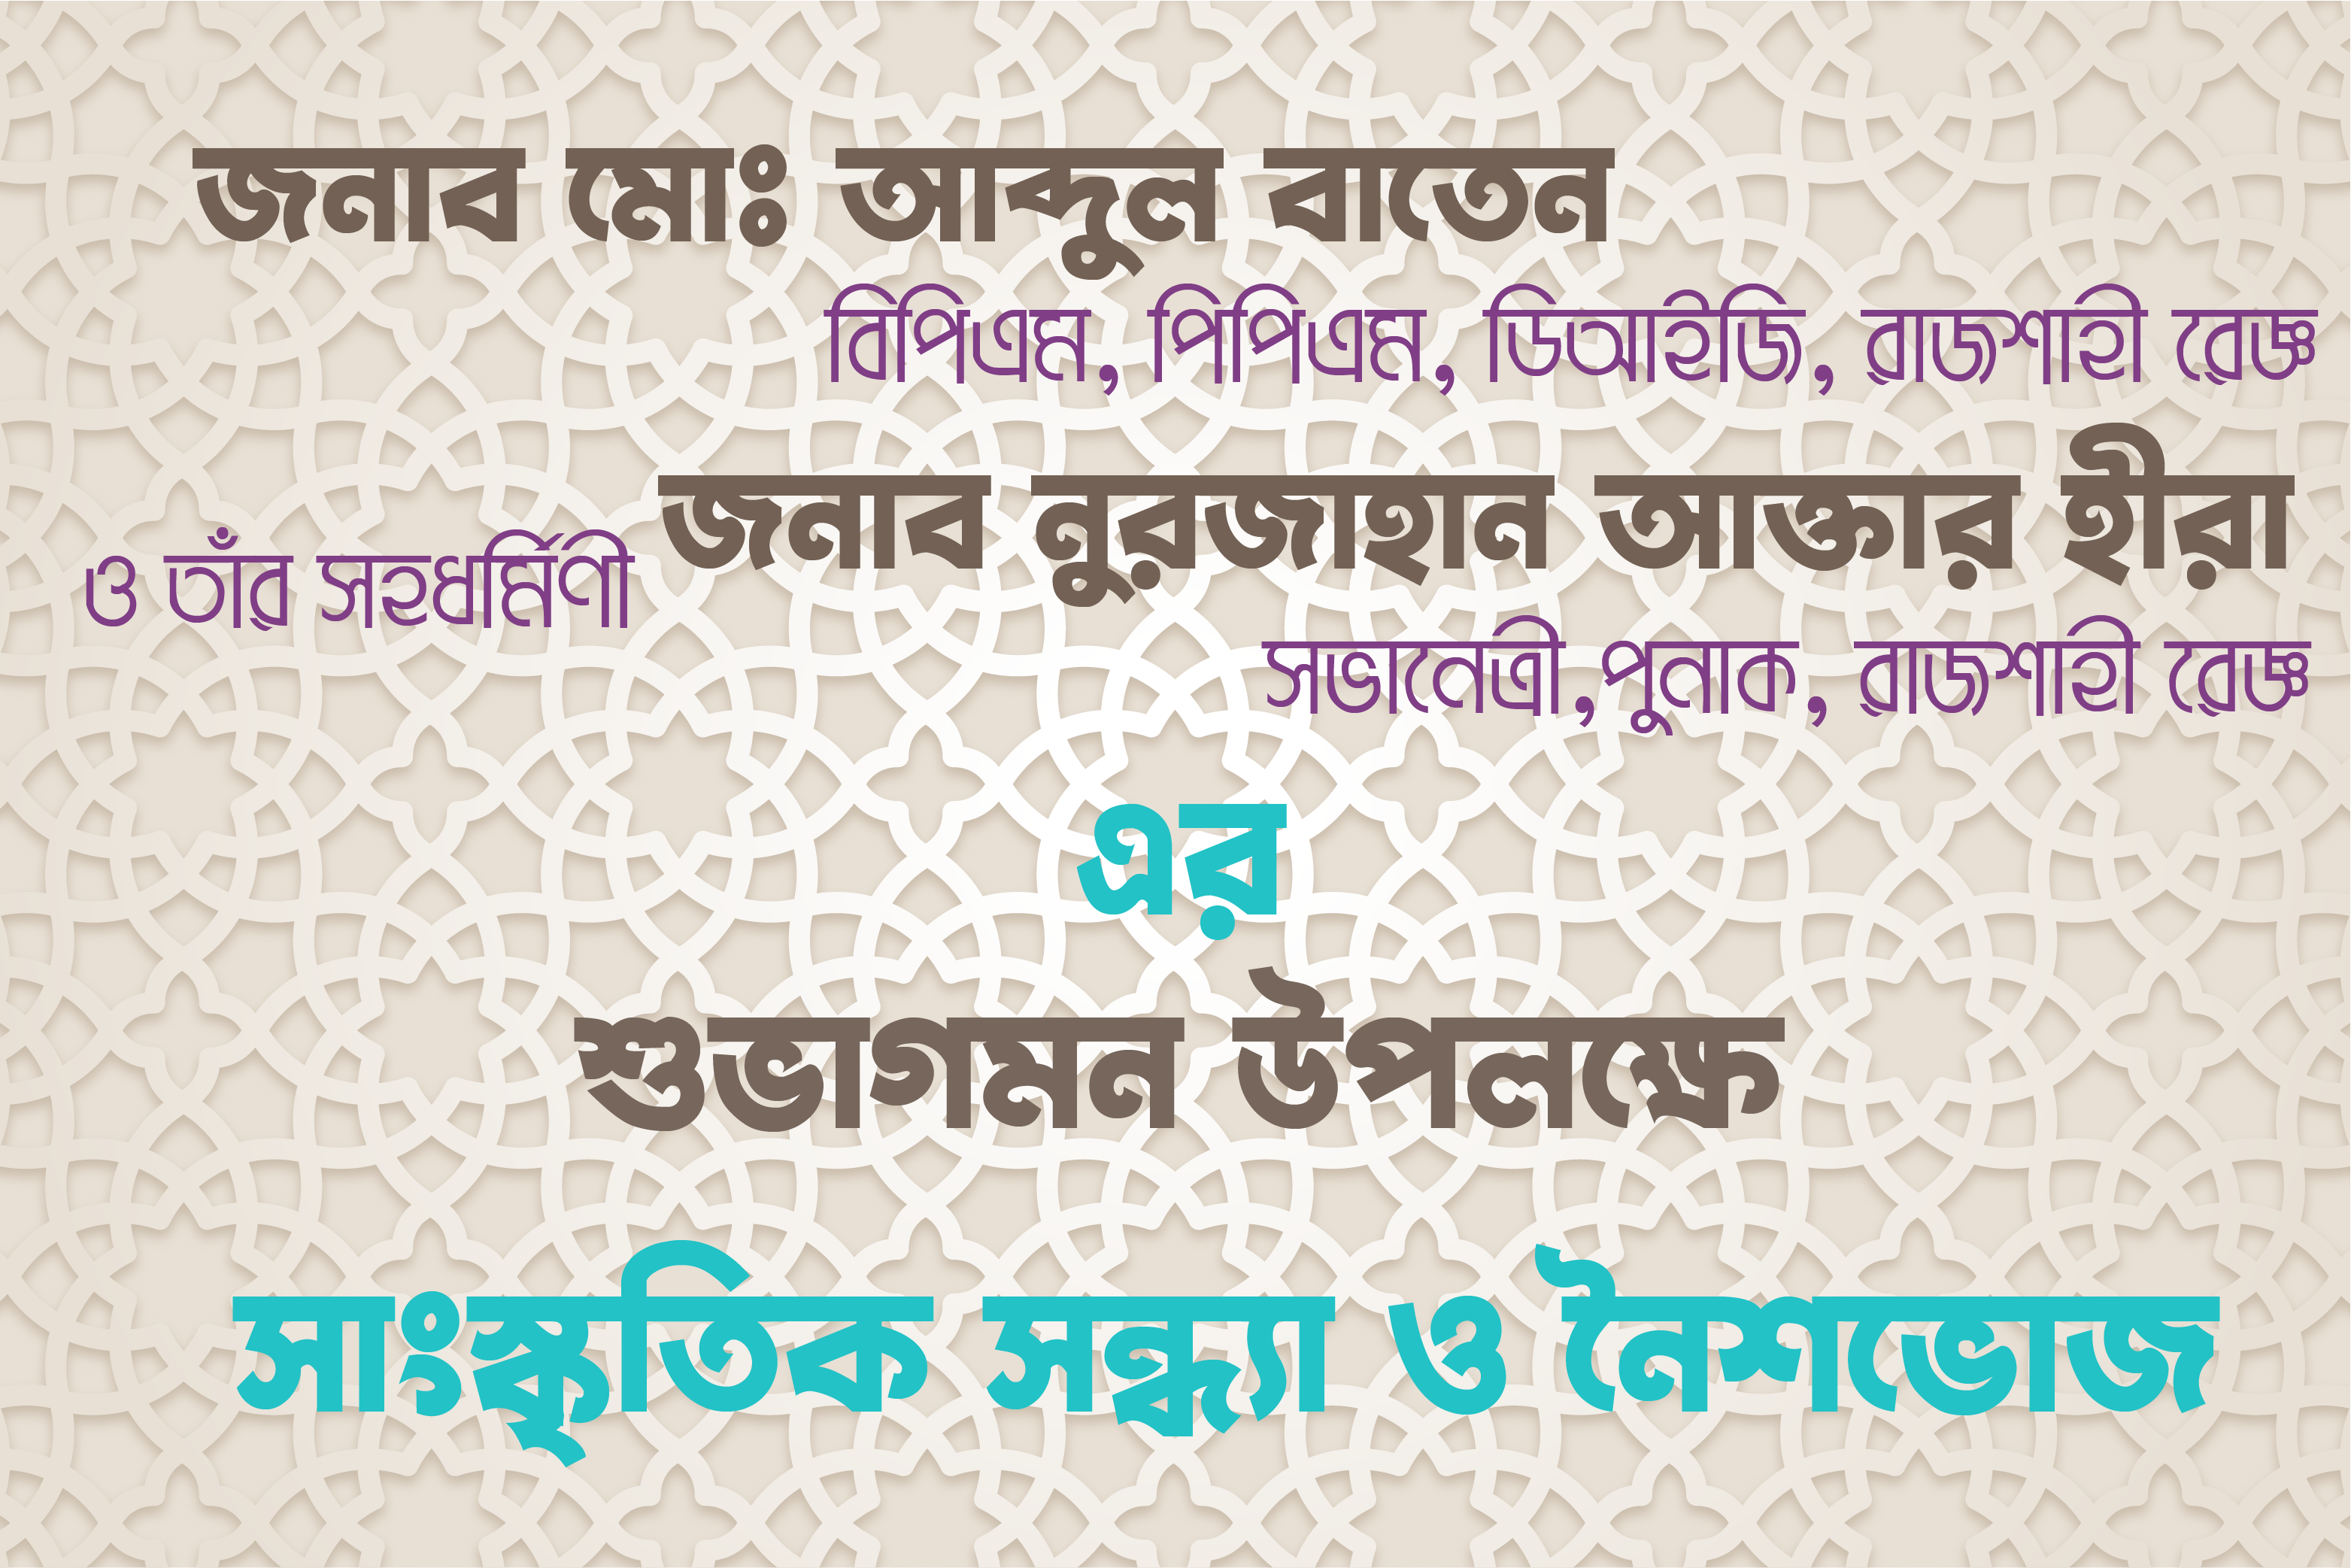 জনাব মোঃ আব্দুল বাতেন
বিপিএম, পিপিএম, ডিআইজি, রাজশাহী রেঞ্জ
ও তাঁর সহধর্মিণী জনাব নুরজাহান আক্তার হীরা
সভানেত্রী,পুনাক, রাজশাহী রেঞ্জ
এর
শুভাগমন উপলক্ষে
সাংস্কৃতিক সন্ধ্যা ও নৈশভোজ